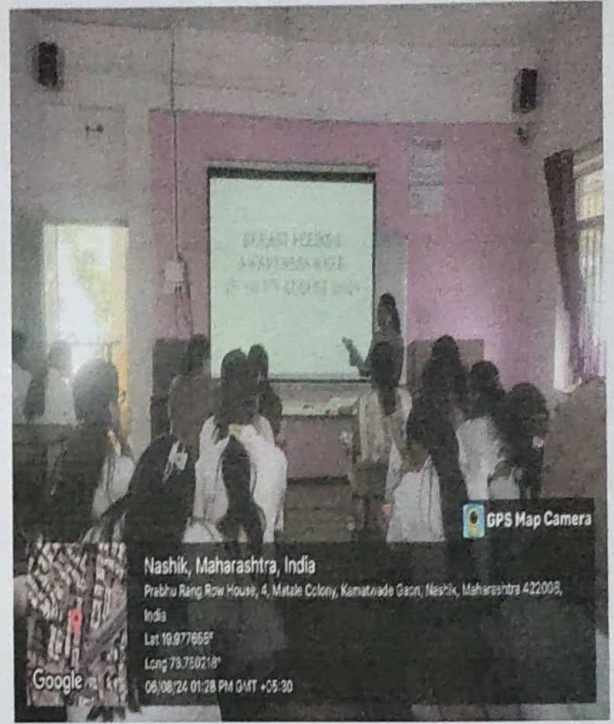 GPS Map Camera
Nashik, Maharashtra, India
Prabhu Rang Row House, 4, Matale Colony, Kamatwade Gaon, Nashik, Maharashtra 422008,
India
Lat 19.977655°
Long 73.750218°
06/08/24 01:28 PM GMT +05:30
Google